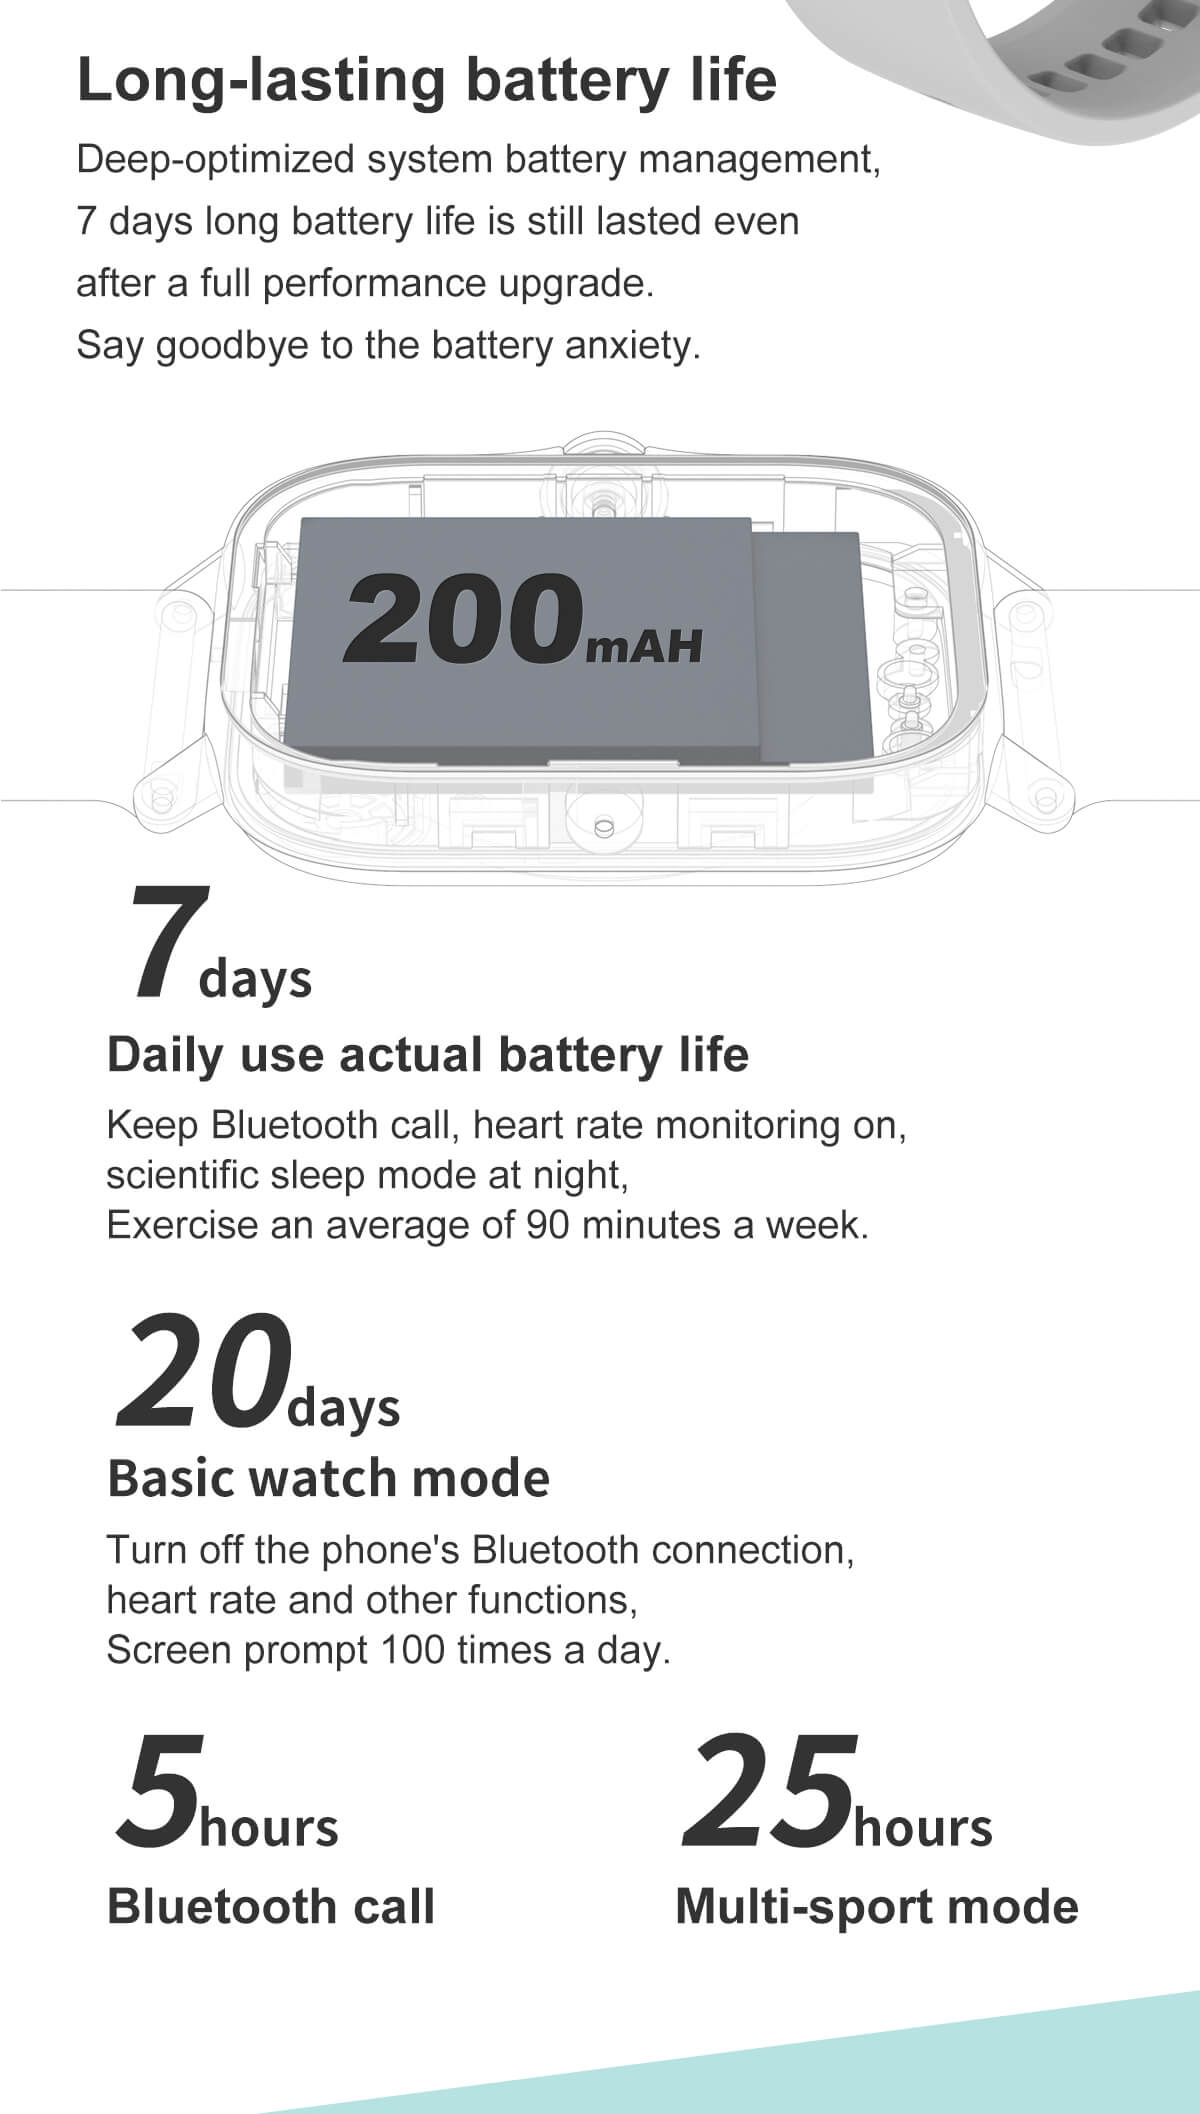 Long-lasting battery life
Deep-optimized system battery management,
7 days long battery life is still lasted even
after a full performance upgrade.
Say goodbye to the battery anxiety.
200mAH
7days
Daily use actual battery life
Keep Bluetooth call, heart rate monitoring on,
scientific sleep mode at night,
Exercise an average of 90 minutes a week.
20days
Basic watch mode
Turn off the phone's Bluetooth connection,
heart rate and other functions,
Screen prompt 100 times a day.
5hours
Bluetooth call
25hours
Multi-sport mode